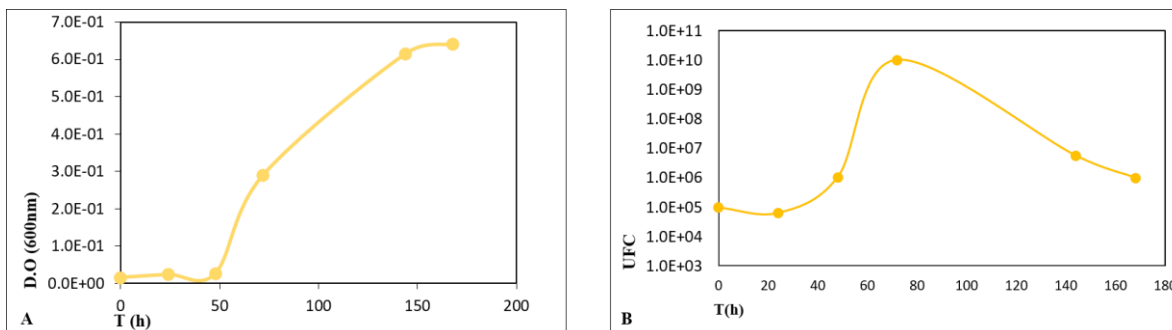 7.0E-01
6.0E-01
5.0E-01
4.0E-01
3.0E-01
2.0E-01
1.0E-01
0.0E+00
0 50 100 150 200
D.O (600nm)
A T (h)
1.0E+11
1.0E+10
1.0E+09
1.0E+08
1.0E+07
1.0E+06
1.0E+05
1.0E+04
1.0E+03
0 20 40 60 80 100 120 140 160 180
UFC
B T(h)